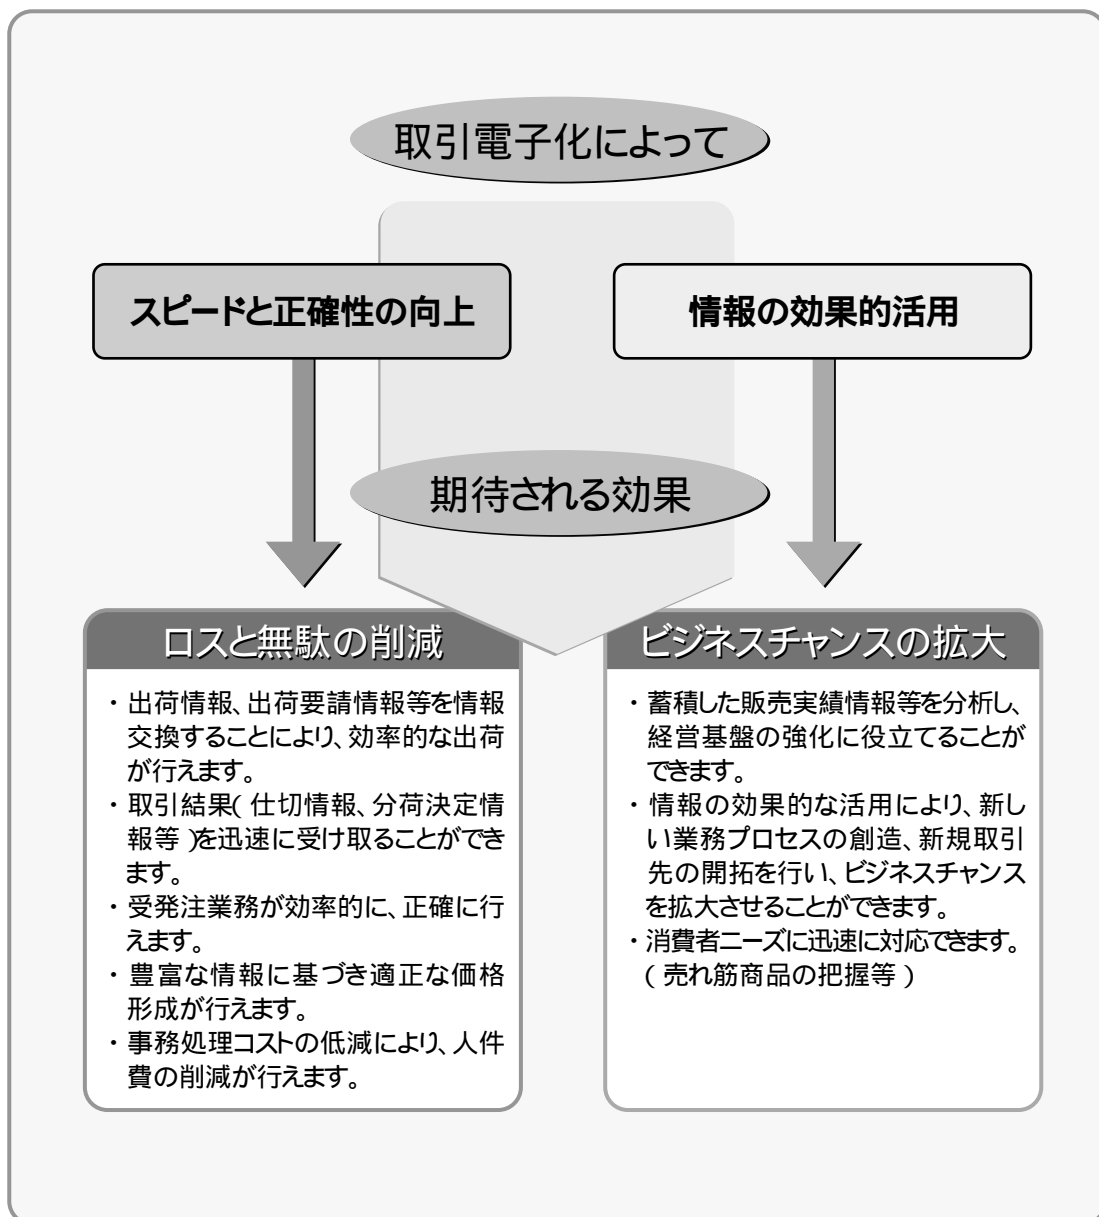 取引電子化によって
スピードと正確性の向上
情報の効果的活用
期待される効果
ロスと無駄の削減
・出荷情報、出荷要請情報等を情報
交換することにより、効率的な出荷
が行えます。
・取引結果(仕切情報、分荷決定情
報等)を迅速に受け取ることができ
ます。
・受発注業務が効率的に、正確に行
えます。
・豊富な情報に基づき適正な価格
形成が行えます。
・事務処理コストの低減により、人件
費の削減が行えます。
ビジネスチャンスの拡大
・蓄積した販売実績情報等を分析し、
経営基盤の強化に役立てることが
できます。
・情報の効果的な活用により、新し
い業務プロセスの創造、新規取引
先の開拓を行い、ビジネスチャンス
を拡大させることができます。
・消費者ニーズに迅速に対応できます。
(売れ筋商品の把握等)